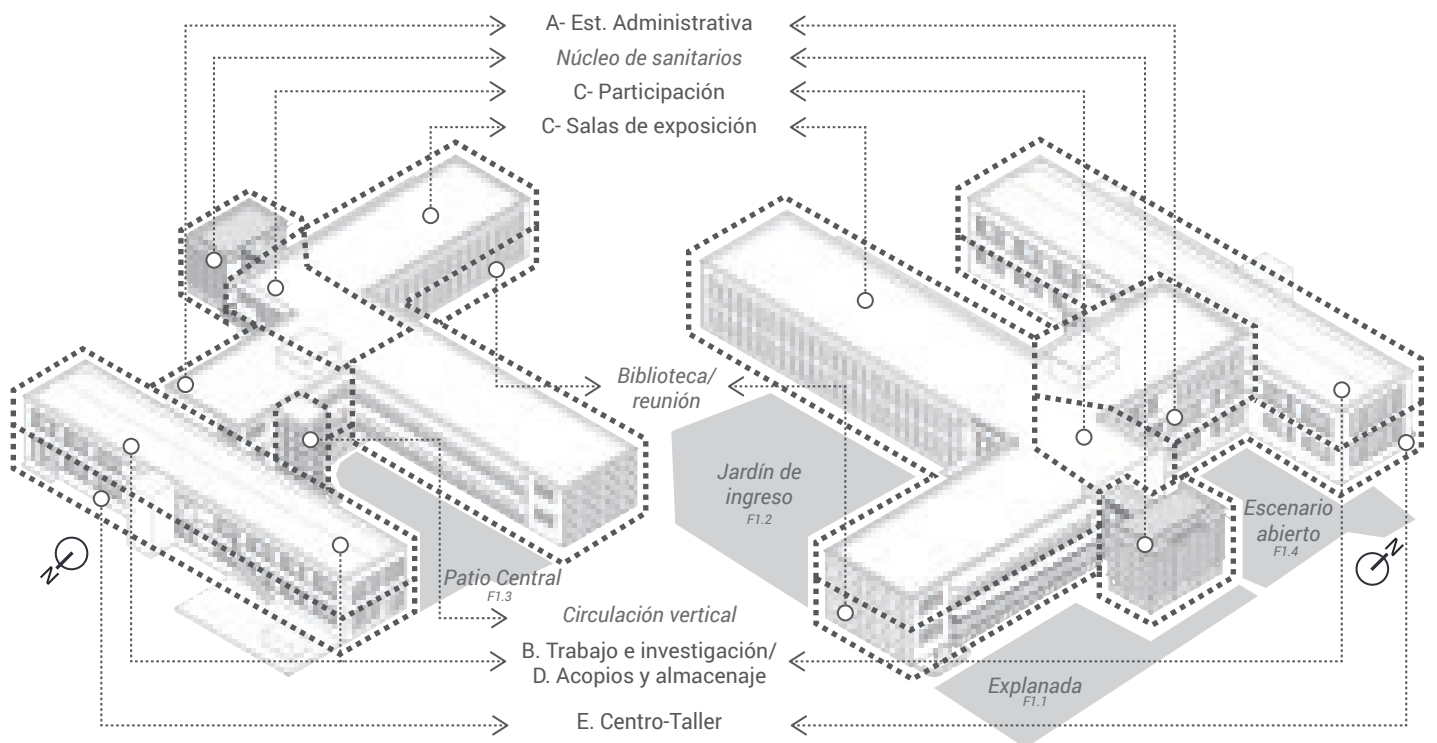 A- Est. Administrativa
Núcleo de sanitarios
C- Participación
C- Salas de exposición
Biblioteca/
reunión
Jardín de
ingreso
F1.2
Escenario
abierto
F1.4
N
N
Patio Central
F1.3
Circulación vertical
B. Trabajo e investigación/
D. Acopios y almacenaje
Explanada
F1.1
E. Centro-Taller